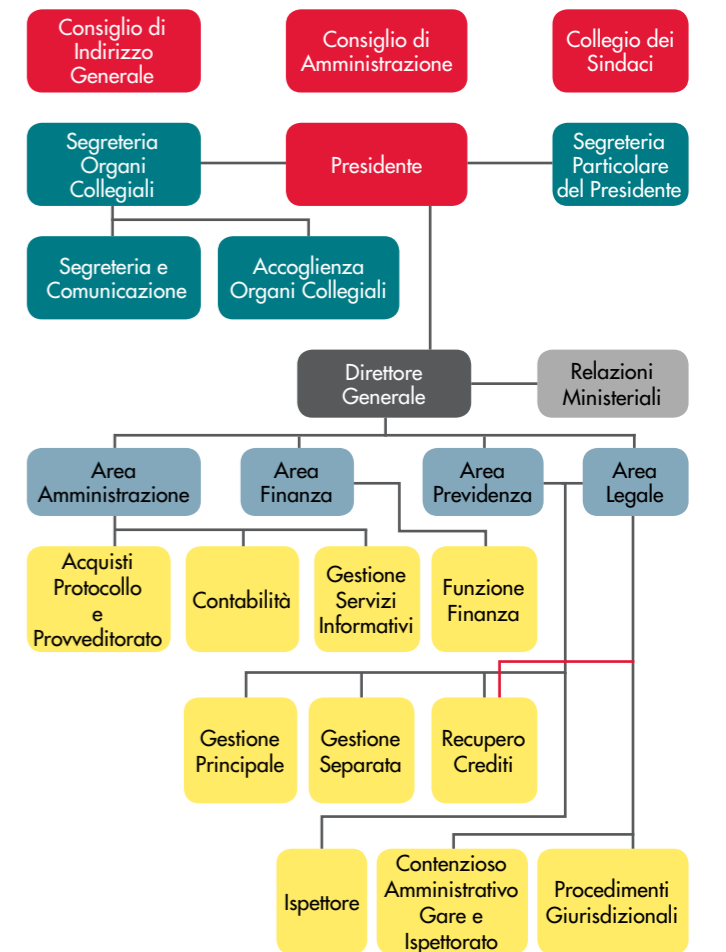 Consiglio di
Indirizzo
Generale
Consiglio di
Amministrazione
Collegio dei
Sindaci
Segreteria
Organi
Collegiali
Presidente
Segreteria
Particolare
del Presidente
Segreteria e
Comunicazione
Accoglienza
Organi Collegiali
Direttore
Generale
Relazioni
Ministeriali
Area
Amministrazione
Area
Finanza
Area
Previdenza
Area
Legale
Acquisti
Protocollo
e
Provveditorato
Contabilità
Gestione
Servizi
Informativi
Funzione
Finanza
Gestione
Principale
Gestione
Separata
Recupero
Crediti
Ispettore
Contenzioso
Amministrativo
Gare e
Ispettorato
Procedimenti
Giurisdizionali